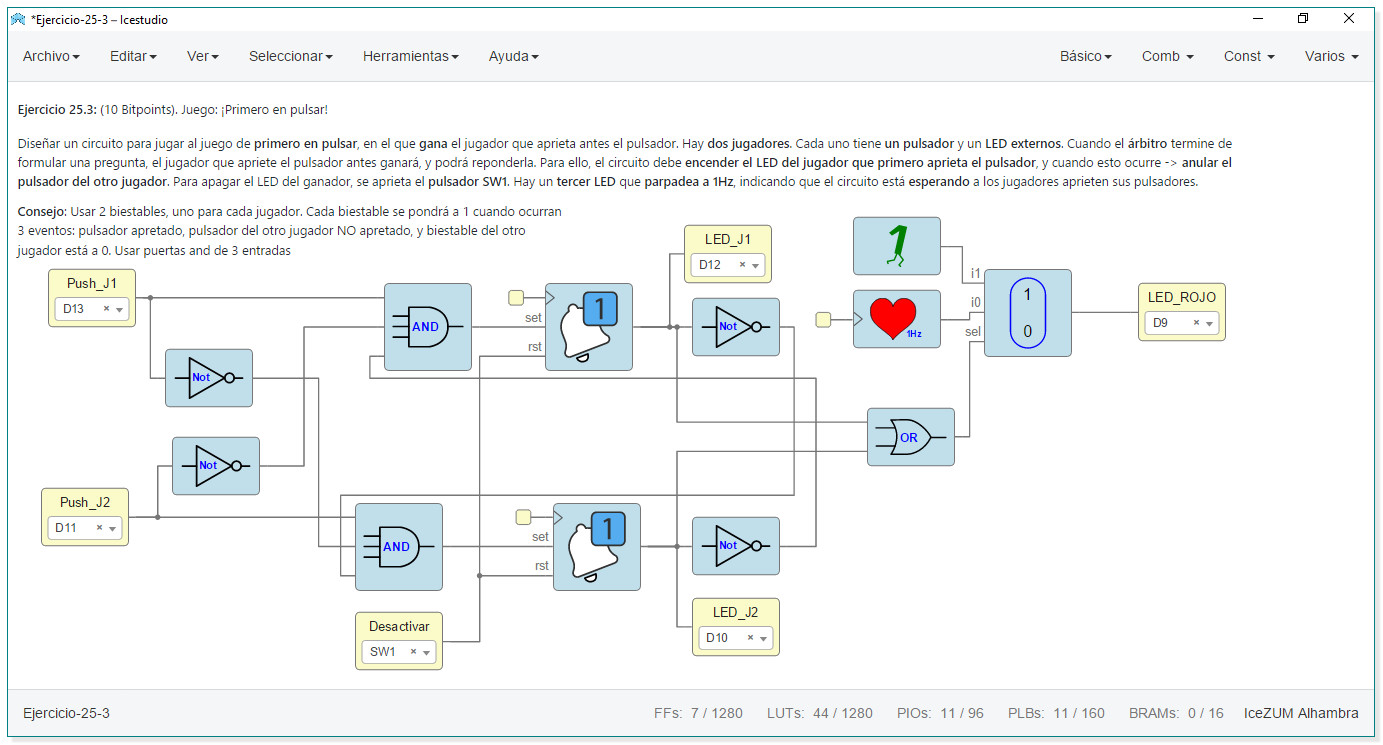 *Ejercicio-25-3 – Icestudio
Archivo Editar Ver Seleccionar Herramientas Ayuda Básico Comb Const Varios
Ejercicio 25.3: (10 Bitpoints). Juego: ¡Primero en pulsar!
Diseñar un circuito para jugar al juego de primero en pulsar, en el que gana el jugador que aprieta antes el pulsador. Hay dos jugadores. Cada uno tiene un pulsador y un LED externos. Cuando el árbitro termine de
formular una pregunta, el jugador que apriete el pulsador antes ganará, y podrá reponderla. Para ello, el circuito debe encender el LED del jugador que primero aprieta el pulsador, y cuando esto ocurre -> anular el
pulsador del otro jugador. Para apagar el LED del ganador, se aprieta el pulsador SW1. Hay un tercer LED que parpadea a 1Hz, indicando que el circuito está esperando a los jugadores aprieten sus pulsadores.
Consejo: Usar 2 biestables, uno para cada jugador. Cada biestable se pondrá a 1 cuando ocurran
3 eventos: pulsador apretado, pulsador del otro jugador NO apretado, y biestable del otro
jugador está a 0. Usar puertas and de 3 entradas
LED_J1
D12
Push_J1
D13
i1
1
LED_ROJO
D9
1
set
AND
Not
i0
1Hz
sel
0
rst
Not
OR
Not
Push_J2
D11
AND
1
set
rst
Not
Desactivar
SW1
LED_J2
D10
Ejercicio-25-3
FFs: 7 / 1280 LUTs: 44 / 1280 PIOs: 11 / 96 PLBs: 11 / 160 BRAMs: 0 / 16 IceZUM Alhambra